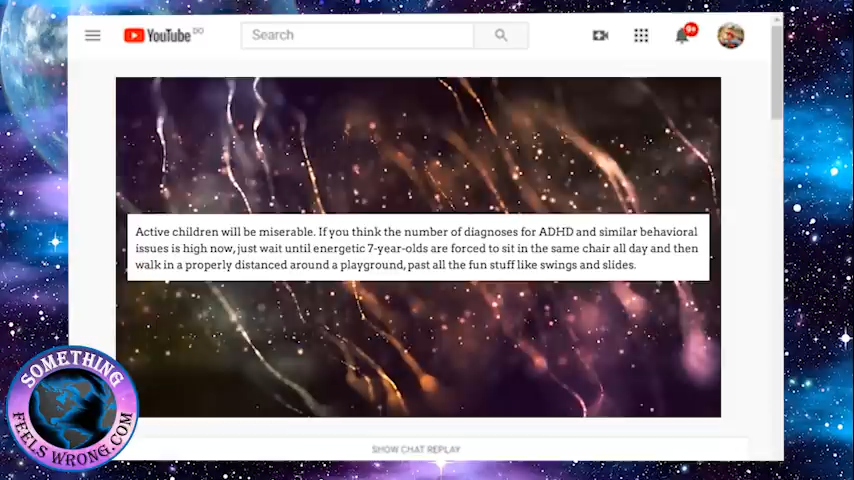 YouTube DO
Search
9+
Active children will be miserable. If you think the number of diagnoses for ADHD and similar behavioral
issues is high now, just wait until energetic 7-year-olds are forced to sit in the same chair all day and then
walk in a properly distanced around a playground, past all the fun stuff like swings and slides.
SOMETHING
FEELS WRONG.COM
SHOW CHAT REPLAY